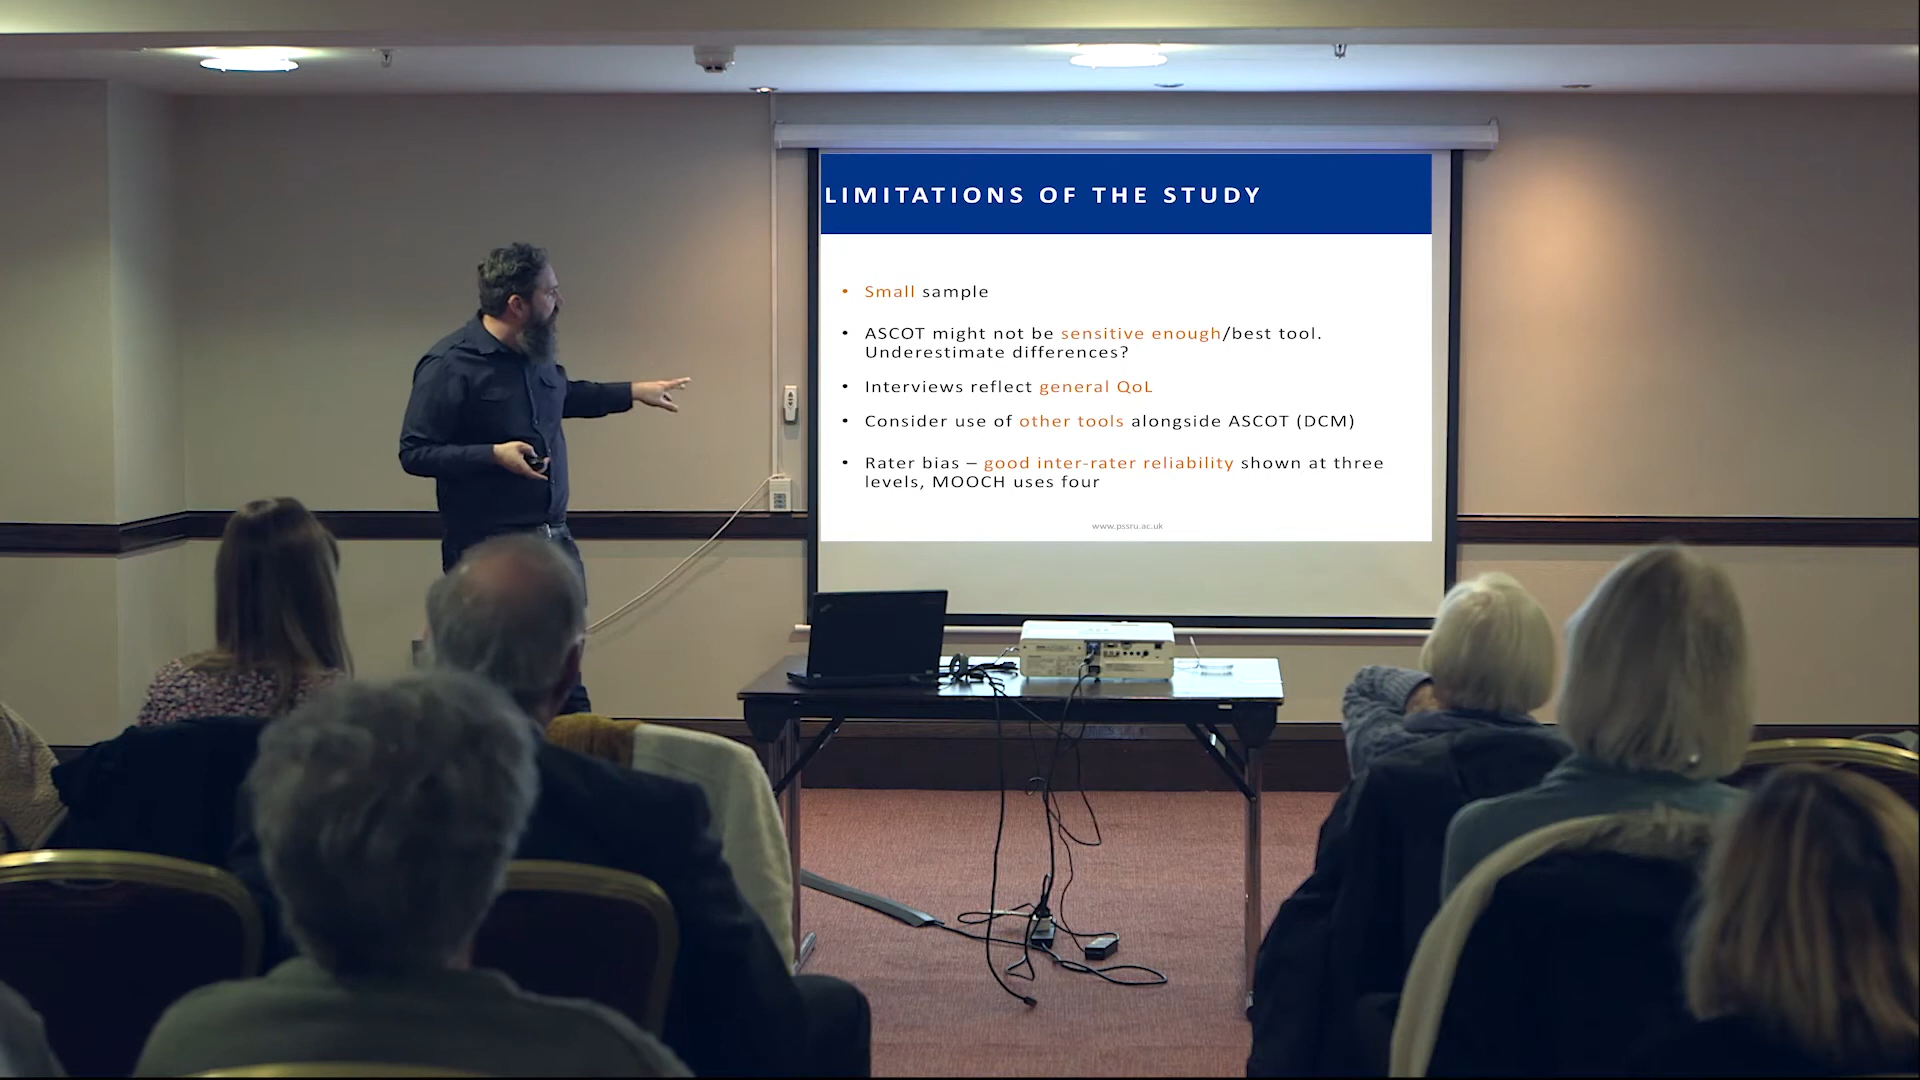 LIMITATIONS OF THE STUDY
• Small sample
• ASCOT might not be sensitive enough/best tool.
Underestimate differences?
• Interviews reflect general QoL
• Consider use of other tools alongside ASCOT (DCM)
• Rater bias – good inter-rater reliability shown at three
levels, MOOCH uses four
www.pssru.ac.uk